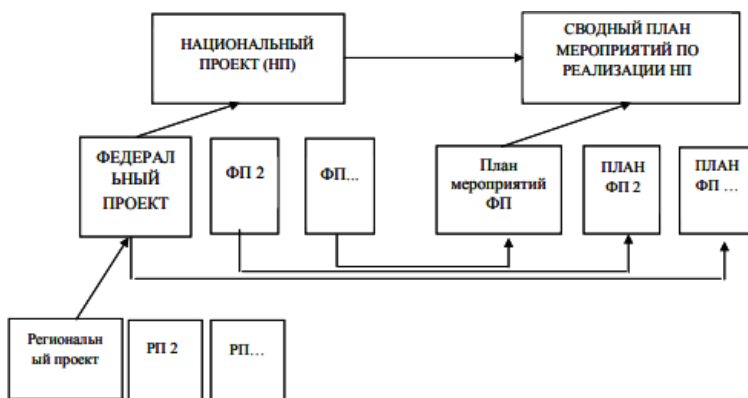 НАЦИОНАЛЬНЫЙ
ПРОЕКТ (НП)
СВОДНЫЙ ПЛАН
МЕРОПРИЯТИЙ ПО
РЕАЛИЗАЦИИ НП
ФЕДЕРАЛ
ЬНЫЙ
ПРОЕКТ
ФП 2
ФП...
План
мероприятий
ФП
ПЛАН
ФП 2
ПЛАН
ФП …
Региональн
ый проект
РП 2
РП…